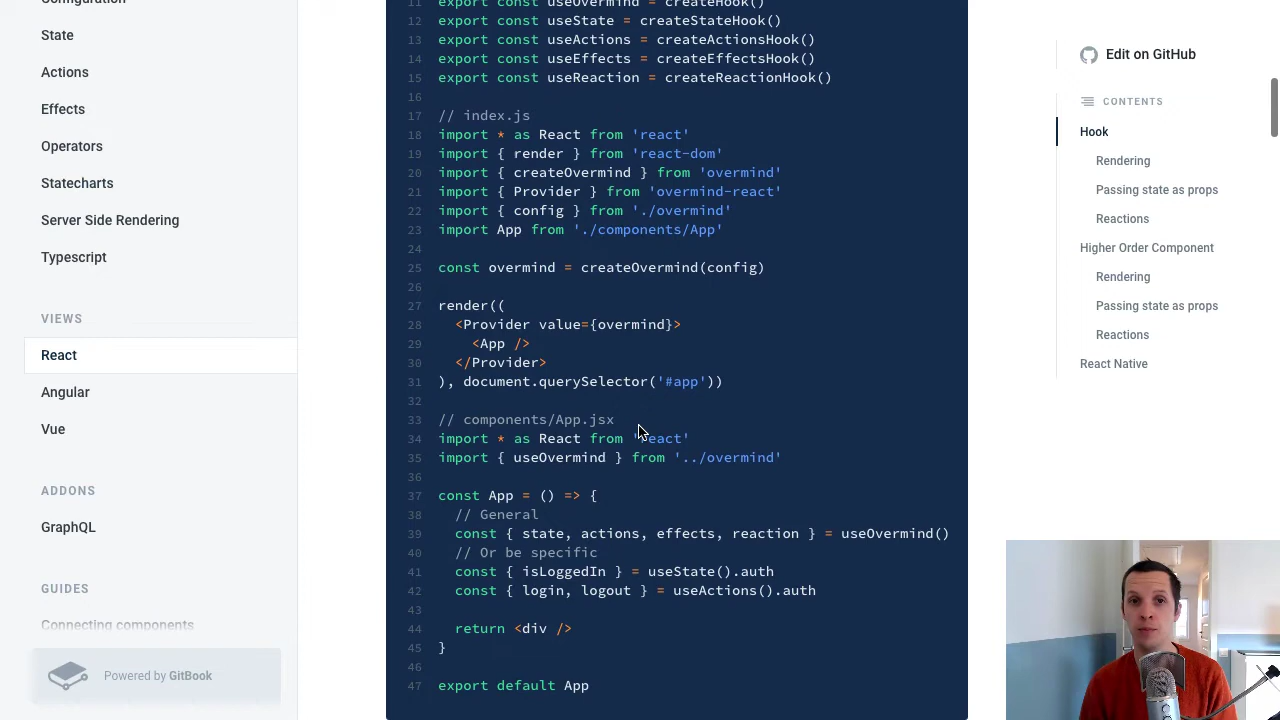 Configuration
State
Actions
Effects
Operators
Statecharts
Server Side Rendering
Typescript
VIEWS
React
Angular
Vue
ADDONS
GraphQL
GUIDES
Connecting components
Powered by GitBook
11 export const useOvermind = createHook()
12 export const useState = createStateHook()
13 export const useActions = createActionsHook()
14 export const useEffects = createEffectsHook()
15 export const useReaction = createReactionHook()
16
17 // index.js
18 import * as React from 'react'
19 import { render } from 'react-dom'
20 import { createOvermind } from 'overmind'
21 import { Provider } from 'overmind-react'
22 import { config } from './overmind'
23 import App from './components/App'
24
25 const overmind = createOvermind(config)
26
27 render((
28 <Provider value={overmind}>
29 <App />
30 </Provider>
31 ), document.querySelector('#app'))
32
33 // components/App.jsx
34 import * as React from 'react'
35 import { useOvermind } from '../overmind'
36
37 const App = () => {
38 // General
39 const { state, actions, effects, reaction } = useOvermind()
40 // Or be specific
41 const { isLoggedIn } = useState().auth
42 const { login, logout } = useActions().auth
43
44 return <div />
45 }
46
47 export default App
Edit on GitHub
CONTENTS
Hook
Rendering
Passing state as props
Reactions
Higher Order Component
Rendering
Passing state as props
Reactions
React Native